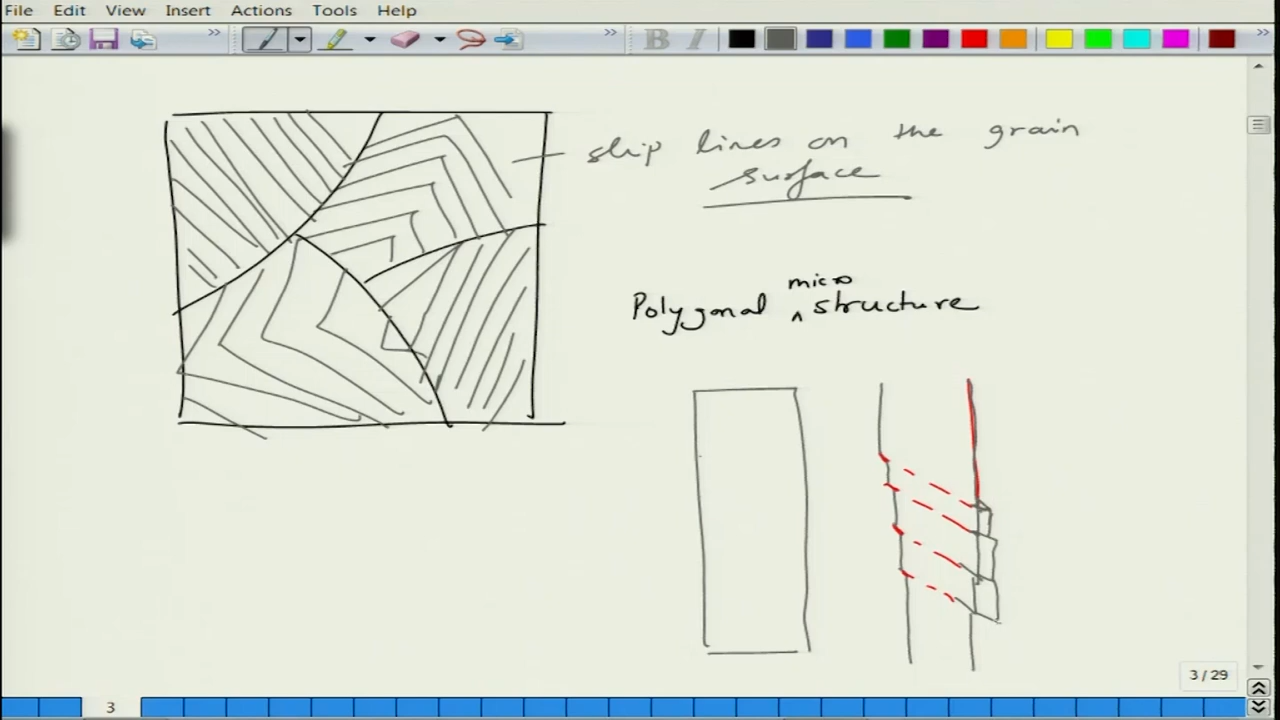 File Edit View Insert Actions Tools Help
B I
slip lines on the grain
surface
micro
Polygonal ^ structure
3 / 29
3